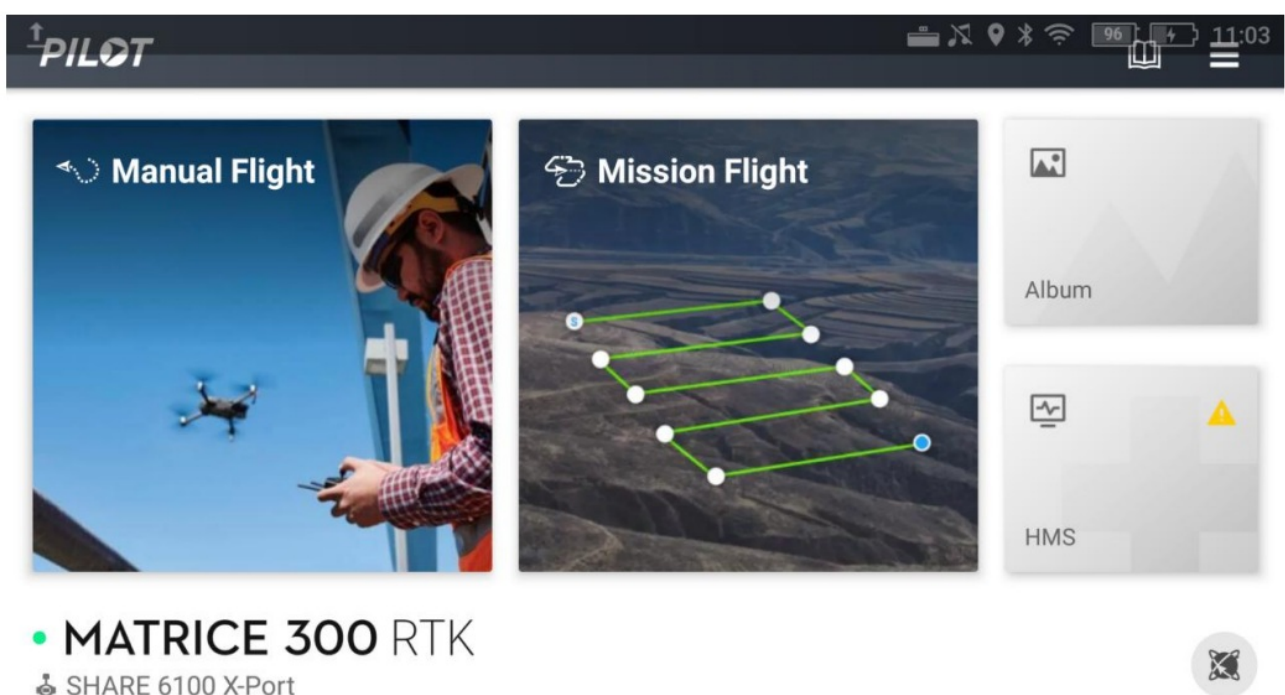 PILOT
96
11:03
Manual Flight
Mission Flight
S
Album
HMS
MATRICE 300 RTK
SHARE 6100 X-Port